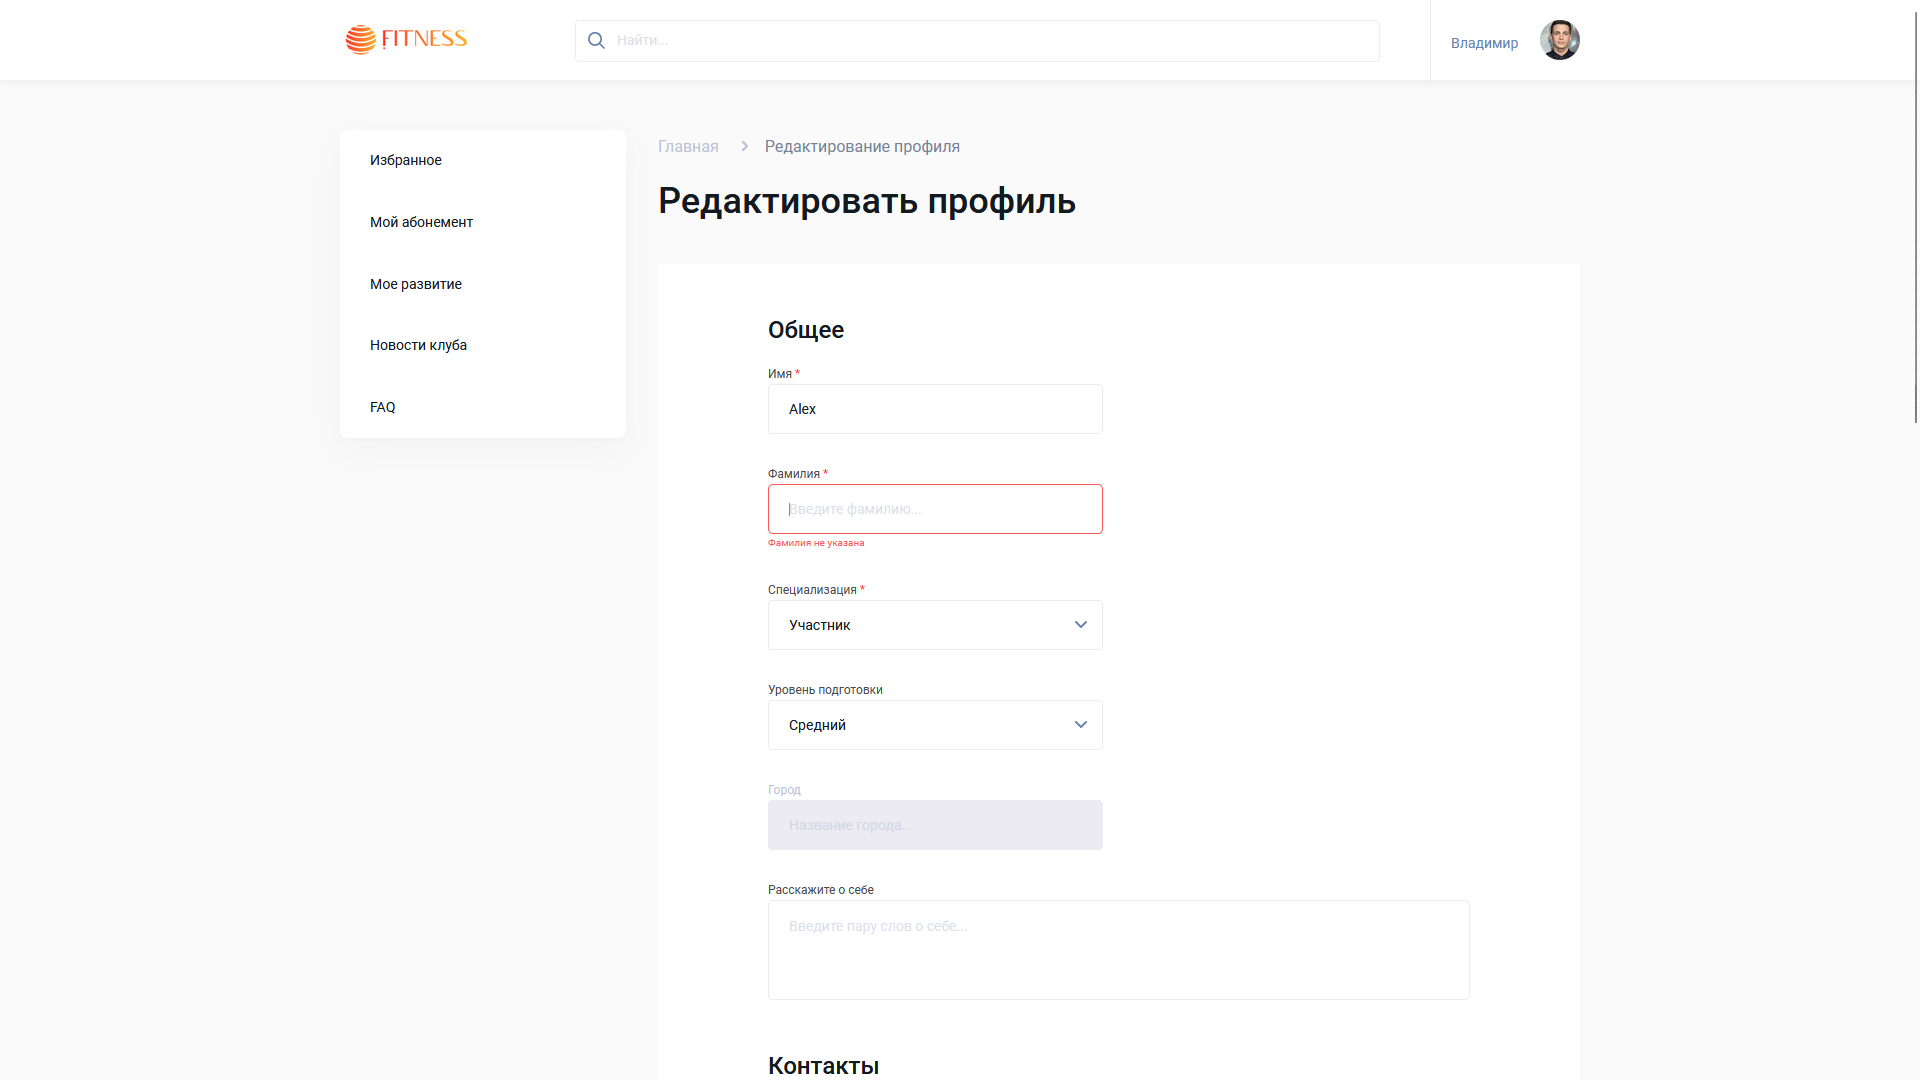 FITNESS
Найти...
Владимир
Избранное
Мой абонемент
Мое развитие
Новости клуба
FAQ
Главная
Редактирование профиля
Редактировать профиль
Общее
Имя *
Alex
Фамилия *
Введите фамилию...
Фамилия не указана
Специализация *
Участник
Уровень подготовки
Средний
Город
Название города...
Расскажите о себе
Введите пару слов о себе...
Контакты